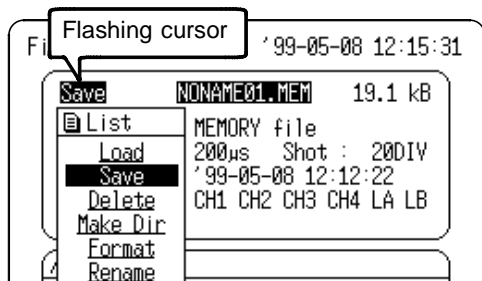 Flashing cursor
Fi '99-05-08 12:15:31
Save NONAME01.MEM 19.1 kB
List MEMORY file
Load 200µs Shot : 20DIV
Save '99-05-08 12:12:22
Delete CH1 CH2 CH3 CH4 LA LB
Make Dir
Format
Rename